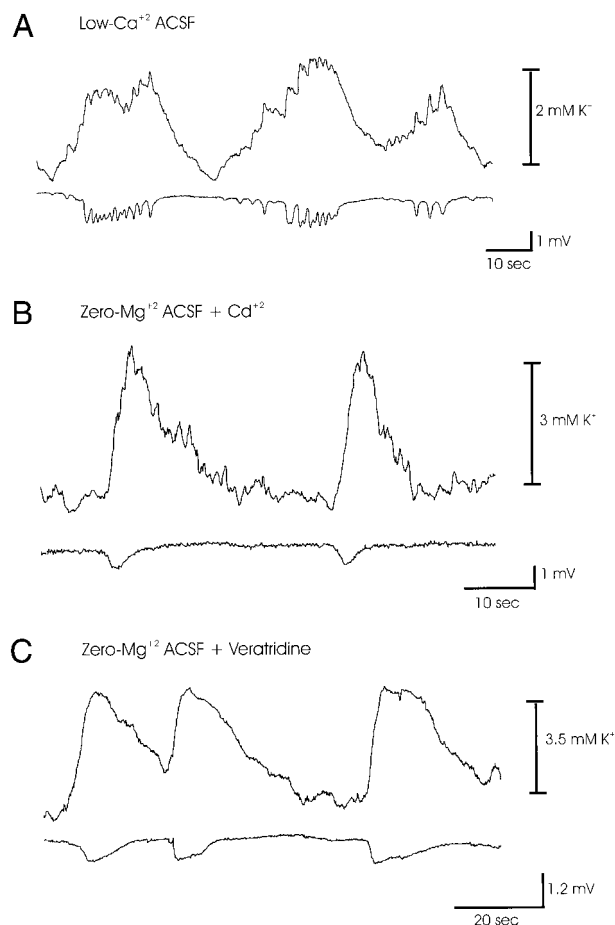 A Low-Ca⁺² ACSF
2 mM K⁺
1 mV
10 sec
B Zero-Mg⁺² ACSF + Cd⁺²
3 mM K⁺
1 mV
10 sec
C Zero-Mg⁺² ACSF + Veratridine
3.5 mM K⁺
1.2 mV
20 sec